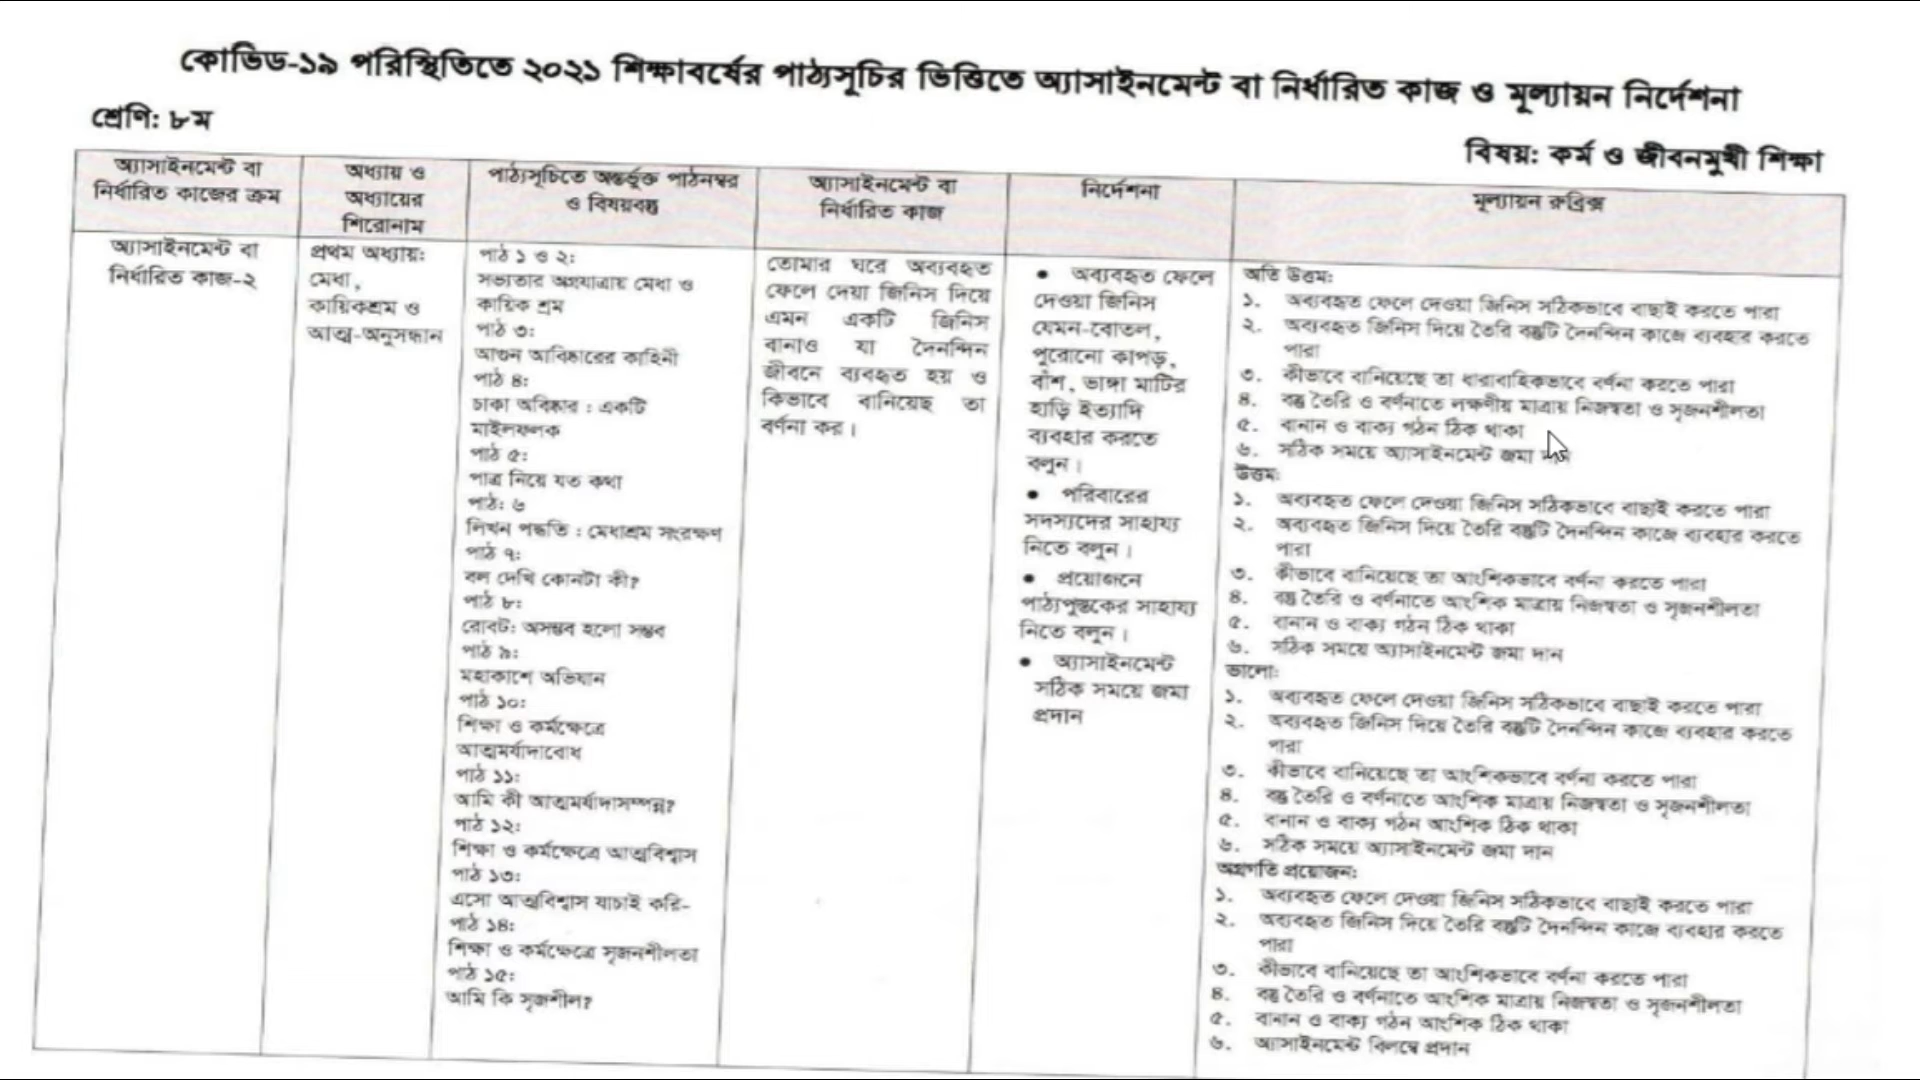 কোভিড-১৯ পরিস্থিতিতে ২০২১ শিক্ষাবর্ষের পাঠ্যসূচির ভিত্তিতে অ্যাসাইনমেন্ট বা নির্ধারিত কাজ ও মূল্যায়ন নির্দেশনা
শ্রেণি: ৮ম
বিষয়: কর্ম ও জীবনমুখী শিক্ষা
অ্যাসাইনমেন্ট বা
নির্ধারিত কাজের ক্রম
অধ্যায় ও
অধ্যায়ের
শিরোনাম
পাঠ্যসূচিতে অন্তর্ভুক্ত পাঠনম্বর
ও বিষয়বস্তু
অ্যাসাইনমেন্ট বা
নির্ধারিত কাজ
নির্দেশনা
মূল্যায়ন রুব্রিক্স
অ্যাসাইনমেন্ট বা
নির্ধারিত কাজ-২
প্রথম অধ্যায়:
মেধা,
কায়িকশ্রম ও
আত্ম-অনুসন্ধান
পাঠ ১ ও ২:
সভ্যতার অগ্রযাত্রায় মেধা ও
কায়িক শ্রম
পাঠ ৩:
আগুন আবিষ্কারের কাহিনী
পাঠ ৪:
চাকা অবিষ্কার : একটি
মাইলফলক
পাঠ ৫:
পাত্র নিয়ে যত কথা
পাঠ: ৬
লিখন পদ্ধতি : মেধাশ্রম সংরক্ষণ
পাঠ ৭:
বল দেখি কোনটা কী?
পাঠ ৮:
রোবট: অসম্ভব হলো সম্ভব
পাঠ ৯:
মহাকাশে অভিযান
পাঠ ১০:
শিক্ষা ও কর্মক্ষেত্রে
আত্মমর্যাদাবোধ
পাঠ ১১:
আমি কী আত্মমর্যাদাসম্পন্ন?
পাঠ ১২:
শিক্ষা ও কর্মক্ষেত্রে আত্মবিশ্বাস
পাঠ ১৩:
এসো আত্মবিশ্বাস যাচাই করি-
পাঠ ১৪:
শিক্ষা ও কর্মক্ষেত্রে সৃজনশীলতা
পাঠ ১৫:
আমি কি সৃজশীল?
তোমার ঘরে অব্যবহৃত
ফেলে দেয়া জিনিস দিয়ে
এমন একটি জিনিস
বানাও যা দৈনন্দিন
জীবনে ব্যবহৃত হয় ও
কিভাবে বানিয়েছ তা
বর্ণনা কর।
• অব্যবহৃত ফেলে
দেওয়া জিনিস
যেমন-বোতল,
পুরোনো কাপড়,
বাঁশ, ভাঙ্গা মাটির
হাড়ি ইত্যাদি
ব্যবহার করতে
বলুন।
• পরিবারের
সদস্যদের সাহায্য
নিতে বলুন।
• প্রয়োজনে
পাঠ্যপুস্তকের সাহায্য
নিতে বলুন।
• অ্যাসাইনমেন্ট
সঠিক সময়ে জমা
প্রদান
অতি উত্তম:
১. অব্যবহৃত ফেলে দেওয়া জিনিস সঠিকভাবে বাছাই করতে পারা
২. অব্যবহৃত জিনিস দিয়ে তৈরি বস্তুটি দৈনন্দিন কাজে ব্যবহার করতে
পারা
৩. কীভাবে বানিয়েছে তা ধারাবাহিকভাবে বর্ণনা করতে পারা
৪. বস্তু তৈরি ও বর্ণনাতে লক্ষণীয় মাত্রায় নিজস্বতা ও সৃজনশীলতা
৫. বানান ও বাক্য গঠন ঠিক থাকা
৬. সঠিক সময়ে অ্যাসাইনমেন্ট জমা দান
উত্তম:
১. অব্যবহৃত ফেলে দেওয়া জিনিস সঠিকভাবে বাছাই করতে পারা
২. অব্যবহৃত জিনিস দিয়ে তৈরি বস্তুটি দৈনন্দিন কাজে ব্যবহার করতে
পারা
৩. কীভাবে বানিয়েছে তা আংশিকভাবে বর্ণনা করতে পারা
৪. বস্তু তৈরি ও বর্ণনাতে আংশিক মাত্রায় নিজস্বতা ও সৃজনশীলতা
৫. বানান ও বাক্য গঠন ঠিক থাকা
৬. সঠিক সময়ে অ্যাসাইনমেন্ট জমা দান
ভালো:
১. অব্যবহৃত ফেলে দেওয়া জিনিস সঠিকভাবে বাছাই করতে পারা
২. অব্যবহৃত জিনিস দিয়ে তৈরি বস্তুটি দৈনন্দিন কাজে ব্যবহার করতে
পারা
৩. কীভাবে বানিয়েছে তা আংশিকভাবে বর্ণনা করতে পারা
৪. বস্তু তৈরি ও বর্ণনাতে আংশিক মাত্রায় নিজস্বতা ও সৃজনশীলতা
৫. বানান ও বাক্য গঠন আংশিক ঠিক থাকা
৬. সঠিক সময়ে অ্যাসাইনমেন্ট জমা দান
অগ্রগতি প্রয়োজন:
১. অব্যবহৃত ফেলে দেওয়া জিনিস সঠিকভাবে বাছাই করতে পারা
২. অব্যবহৃত জিনিস দিয়ে তৈরি বস্তুটি দৈনন্দিন কাজে ব্যবহার করতে
পারা
৩. কীভাবে বানিয়েছে তা আংশিকভাবে বর্ণনা করতে পারা
৪. বস্তু তৈরি ও বর্ণনাতে আংশিক মাত্রায় নিজস্বতা ও সৃজনশীলতা
৫. বানান ও বাক্য গঠন আংশিক ঠিক থাকা
৬. অ্যাসাইনমেন্ট বিলম্বে প্রদান